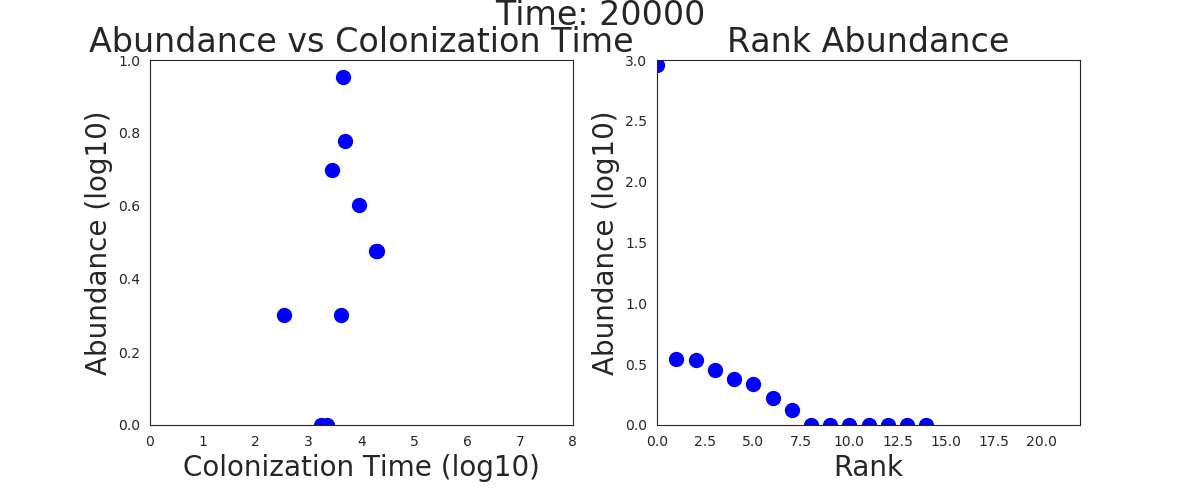 Time: 20000
Abundance vs Colonization Time
Rank Abundance
Abundance (log10)
1.0
0.8
0.6
0.4
0.2
0.0
0 1 2 3 4 5 6 7 8
Colonization Time (log10)
Abundance (log10)
3.0
2.5
2.0
1.5
1.0
0.5
0.0
0.0 2.5 5.0 7.5 10.0 12.5 15.0 17.5 20.0
Rank